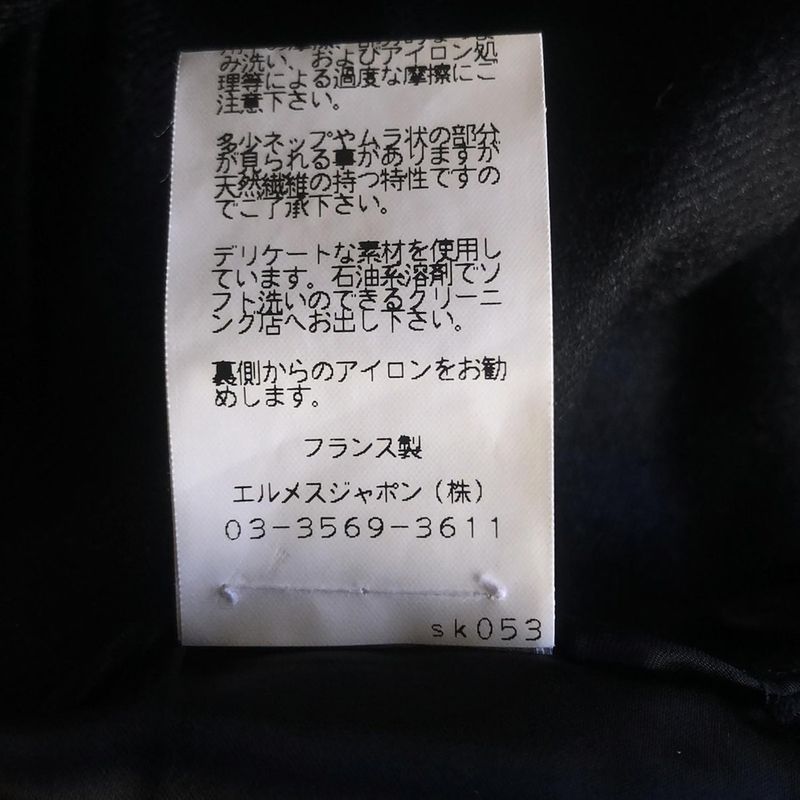 み洗い、およびアイロン処
理等による過度な摩擦にご
注意下さい。
多少ネップやムラ状の部分
が見られる事がありますが
天然繊維の持つ特性ですの
でご了承下さい。
デリケートな素材を使用し
ています。石油系溶剤でソ
フト洗いのできるクリーニ
ング店へお出し下さい。
裏側からのアイロンをお勧
めします。
フランス製
エルメスジャポン(株)
03-3569-3611
sk053